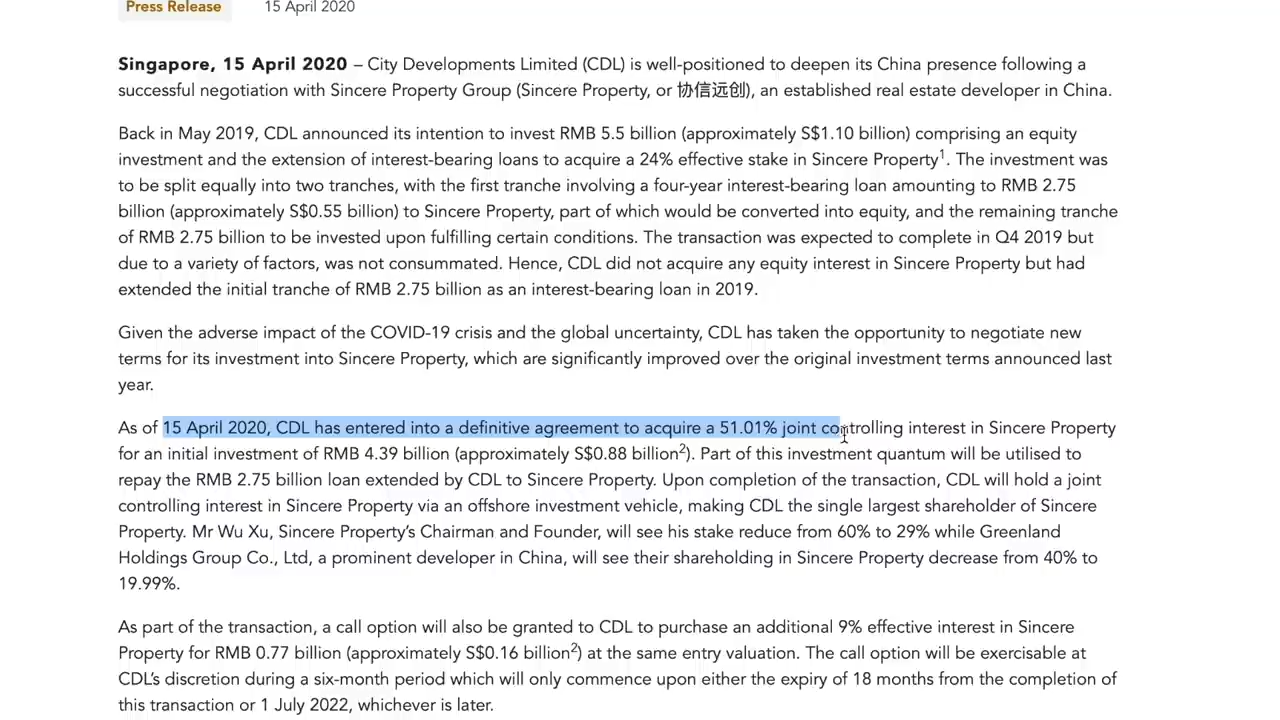 Press Release 15 April 2020
Singapore, 15 April 2020 – City Developments Limited (CDL) is well-positioned to deepen its China presence following a
successful negotiation with Sincere Property Group (Sincere Property, or 协信远创), an established real estate developer in China.
Back in May 2019, CDL announced its intention to invest RMB 5.5 billion (approximately S$1.10 billion) comprising an equity
investment and the extension of interest-bearing loans to acquire a 24% effective stake in Sincere Property1. The investment was
to be split equally into two tranches, with the first tranche involving a four-year interest-bearing loan amounting to RMB 2.75
billion (approximately S$0.55 billion) to Sincere Property, part of which would be converted into equity, and the remaining tranche
of RMB 2.75 billion to be invested upon fulfilling certain conditions. The transaction was expected to complete in Q4 2019 but
due to a variety of factors, was not consummated. Hence, CDL did not acquire any equity interest in Sincere Property but had
extended the initial tranche of RMB 2.75 billion as an interest-bearing loan in 2019.
Given the adverse impact of the COVID-19 crisis and the global uncertainty, CDL has taken the opportunity to negotiate new
terms for its investment into Sincere Property, which are significantly improved over the original investment terms announced last
year.
As of 15 April 2020, CDL has entered into a definitive agreement to acquire a 51.01% joint controlling interest in Sincere Property
for an initial investment of RMB 4.39 billion (approximately S$0.88 billion2). Part of this investment quantum will be utilised to
repay the RMB 2.75 billion loan extended by CDL to Sincere Property. Upon completion of the transaction, CDL will hold a joint
controlling interest in Sincere Property via an offshore investment vehicle, making CDL the single largest shareholder of Sincere
Property. Mr Wu Xu, Sincere Property's Chairman and Founder, will see his stake reduce from 60% to 29% while Greenland
Holdings Group Co., Ltd, a prominent developer in China, will see their shareholding in Sincere Property decrease from 40% to
19.99%.
As part of the transaction, a call option will also be granted to CDL to purchase an additional 9% effective interest in Sincere
Property for RMB 0.77 billion (approximately S$0.16 billion2) at the same entry valuation. The call option will be exercisable at
CDL's discretion during a six-month period which will only commence upon either the expiry of 18 months from the completion of
this transaction or 1 July 2022, whichever is later.